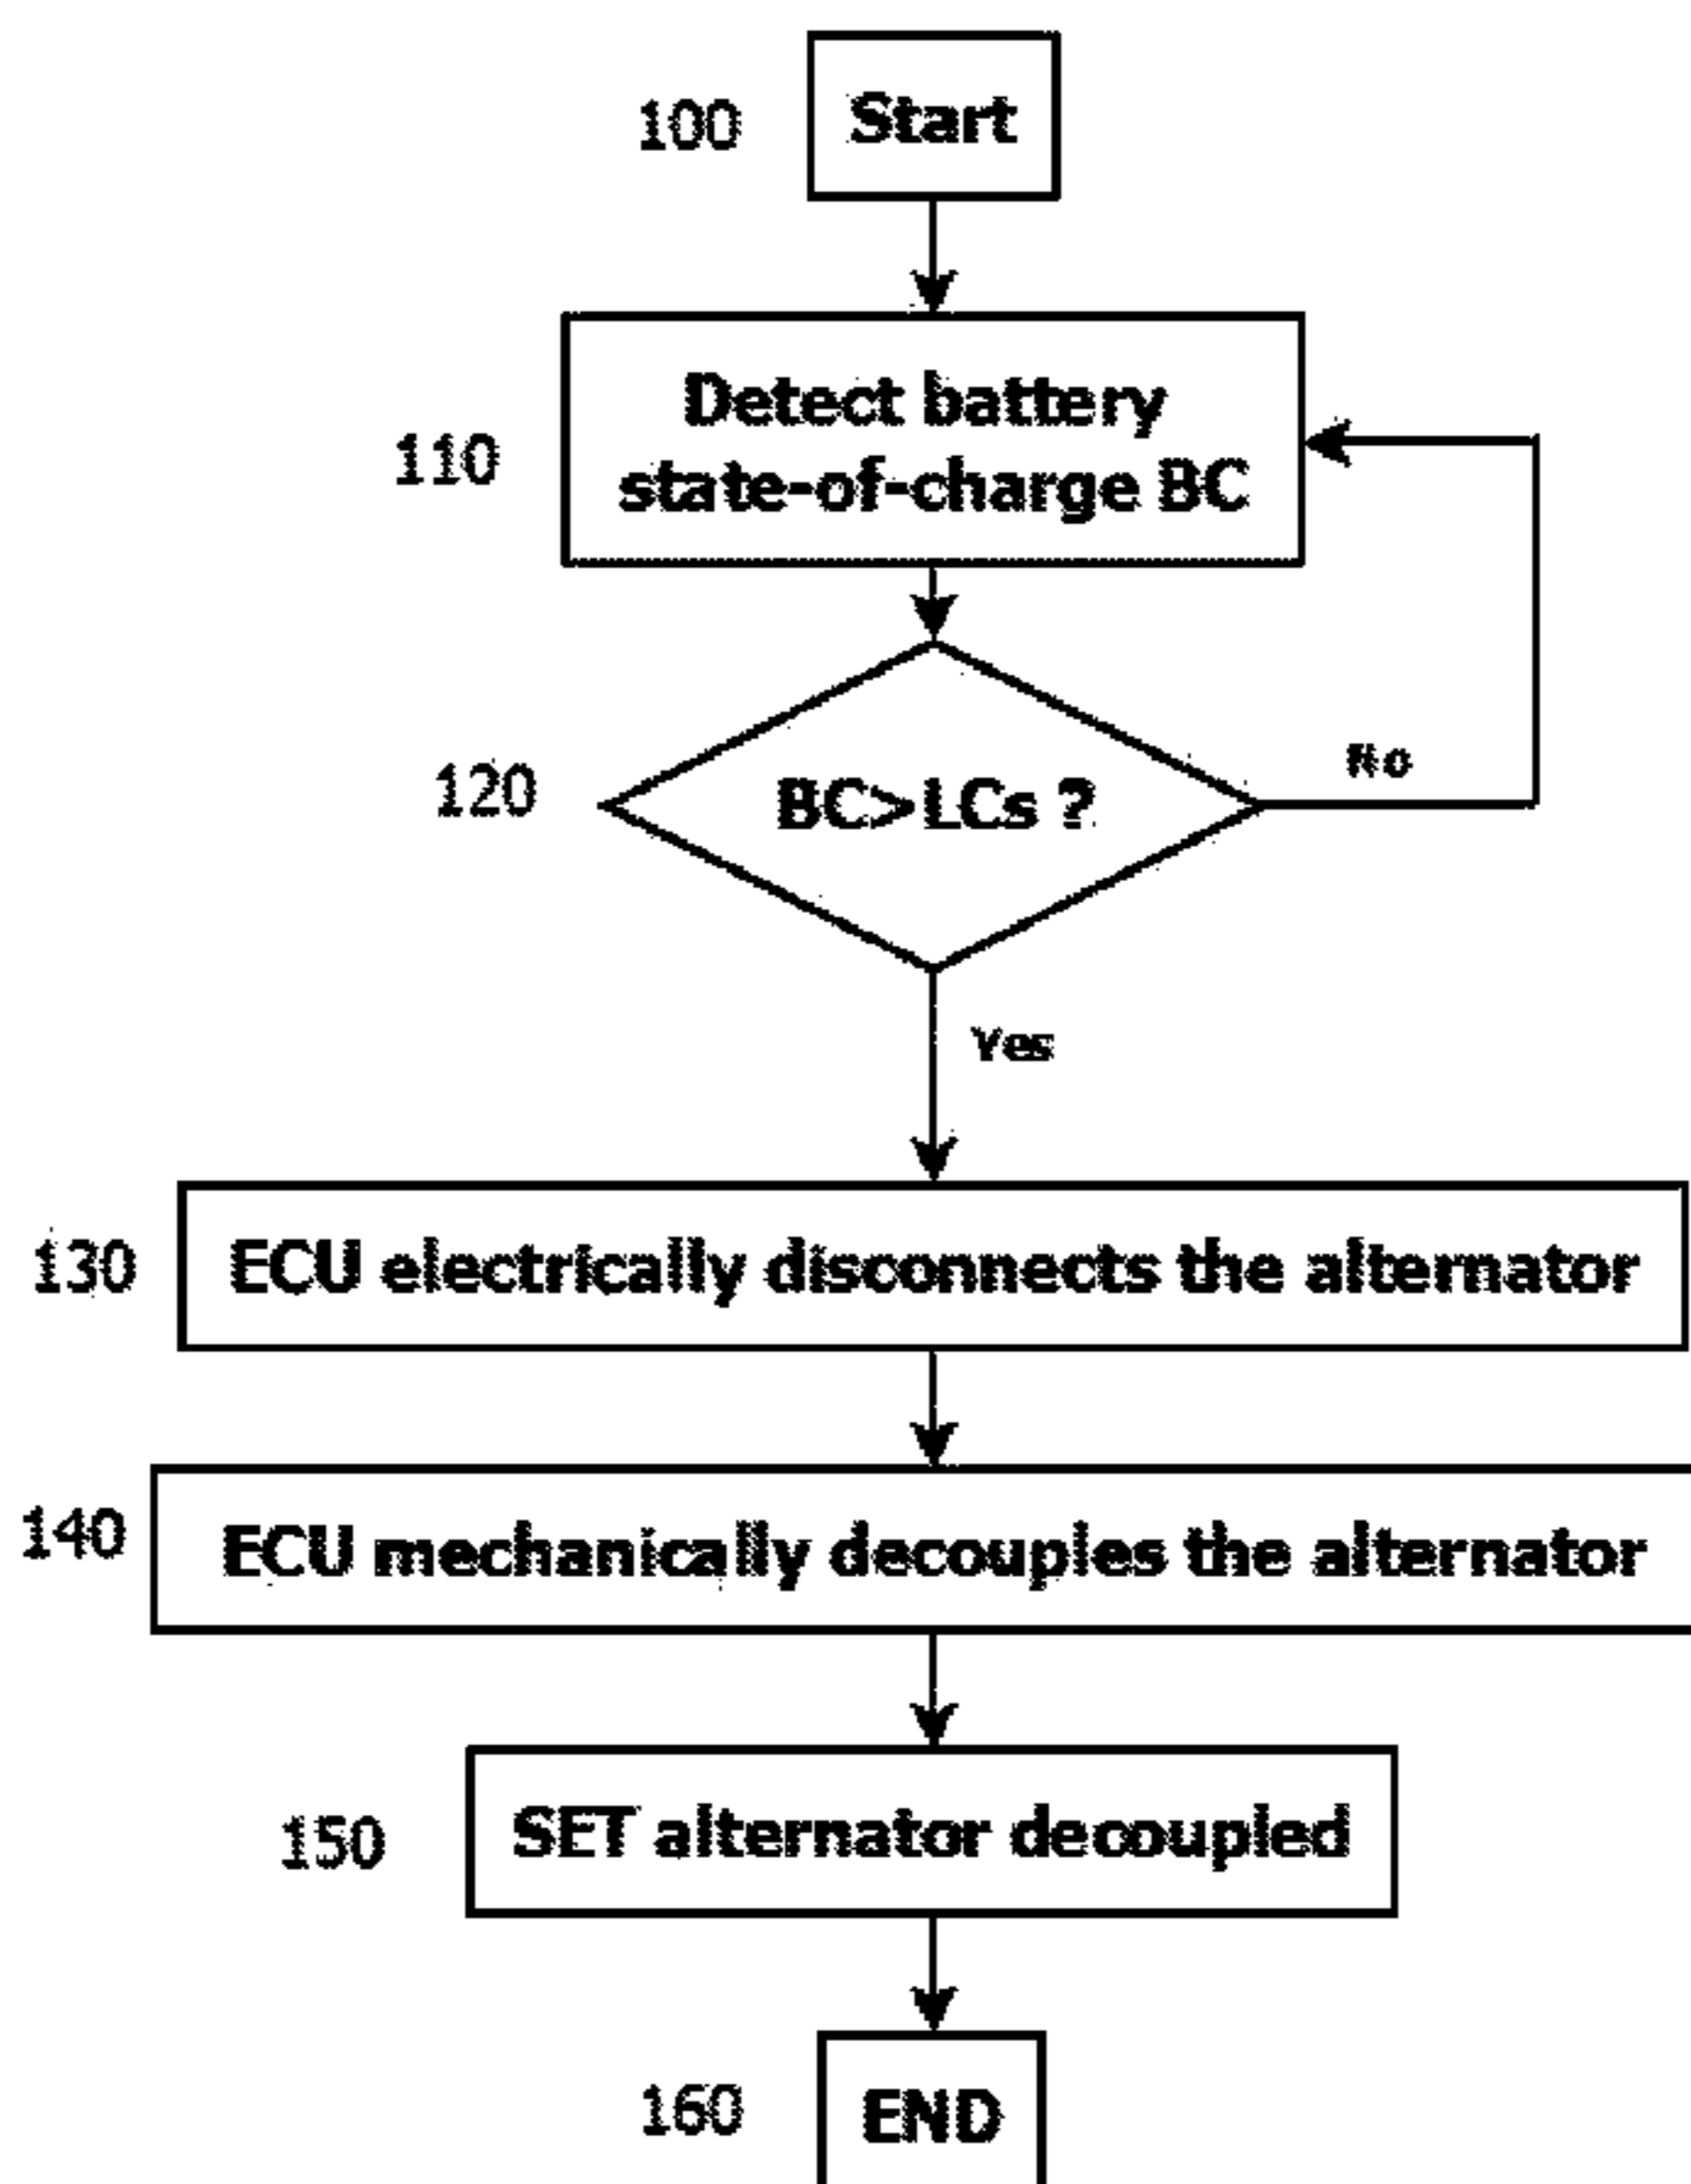 100
Start
110
Detect battery
state-of-charge BC
120
BC>LCs ?
No
Yes
130
ECU electrically disconnects the alternator
140
ECU mechanically decouples the alternator
150
SET alternator decoupled
160
END